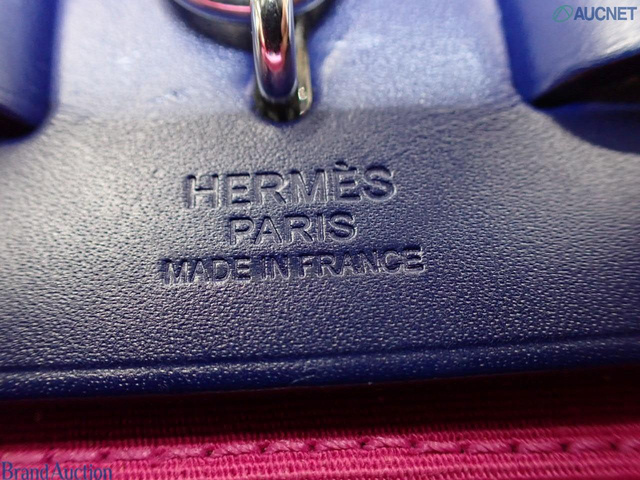 AUCNET
HERMÈS
PARIS
MADE IN FRANCE
Brand Auction